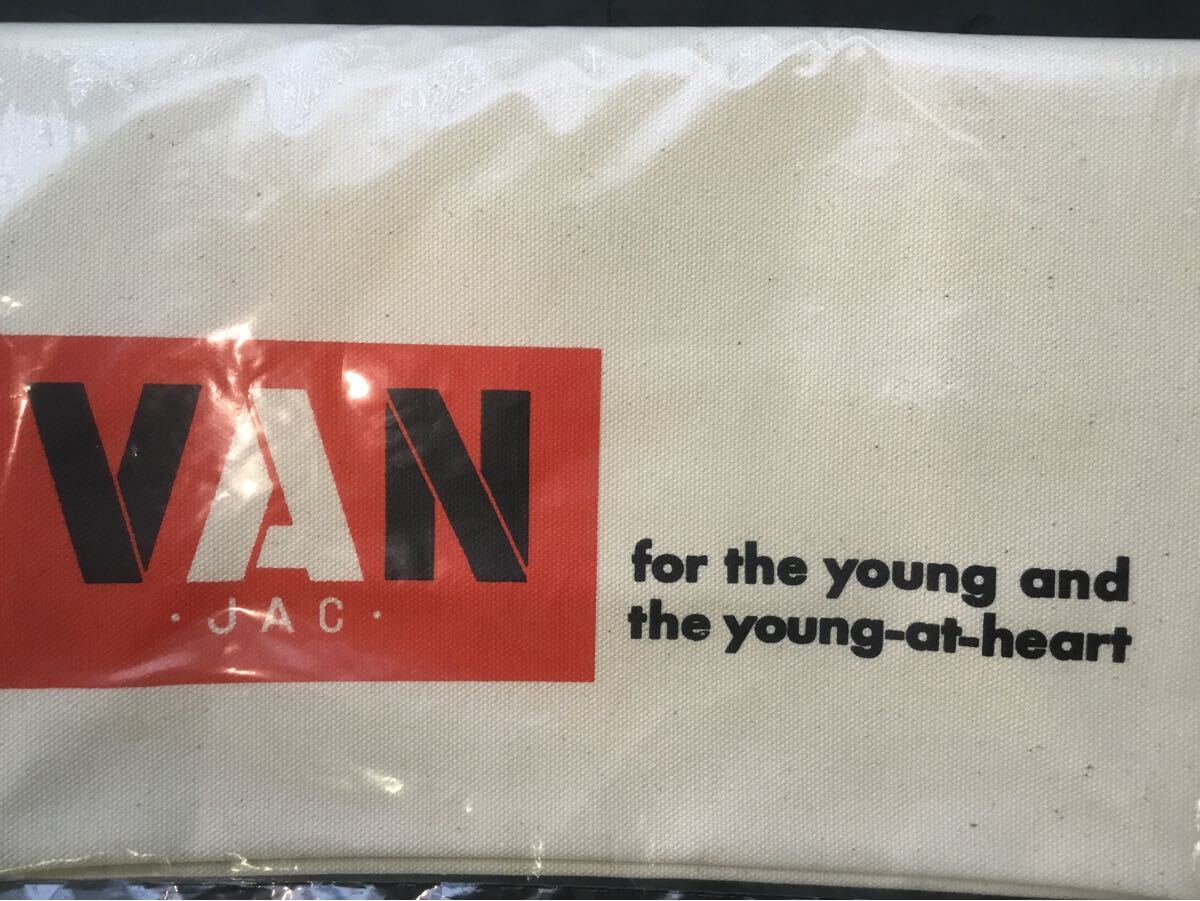 VAN
·JAC·
for the young and
the young-at-heart